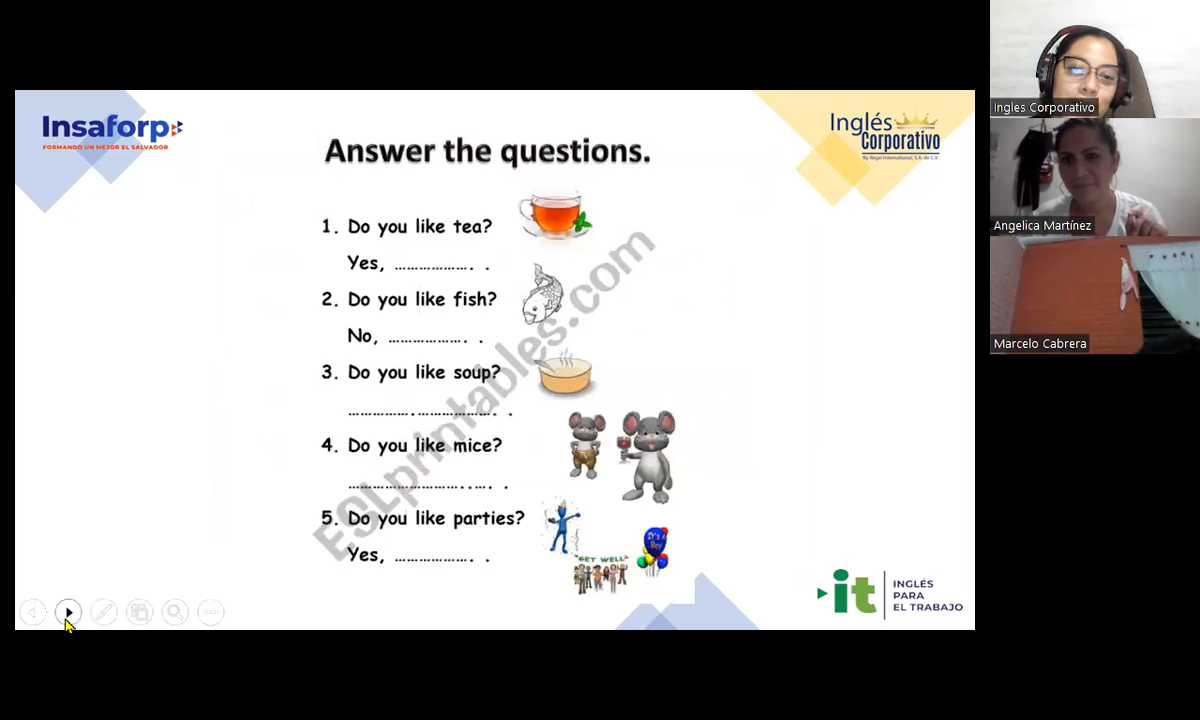 Insaforp
FORMANDO UN MEJOR EL SALVADOR
Inglés
Corporativo
By Regal International, S.A. de C.V.
Answer the questions.
1. Do you like tea?
Yes, ................... .
2. Do you like fish?
No, ................... .
3. Do you like soup?
................................... .
4. Do you like mice?
................................... .
5. Do you like parties?
Yes, ................... .
ESLprintables.com
GET WELL
It's A
Boy
it
INGLÉS
PARA
EL TRABAJO
Ingles Corporativo
Angelica Martínez
Marcelo Cabrera